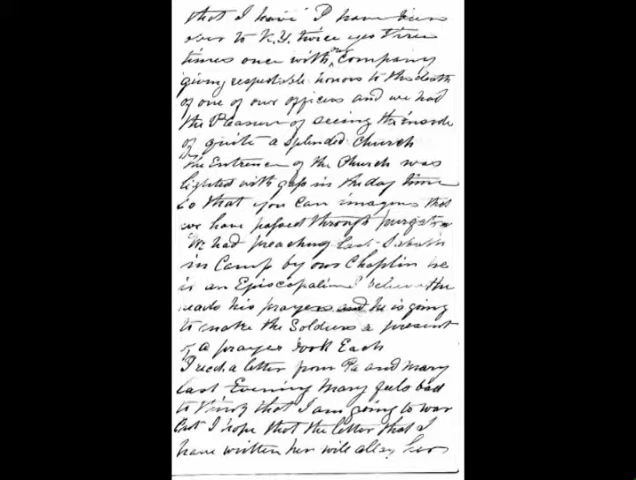 that I have I have been
over to N.Y. twice yes three
times once with our company
giving respectable honors to the death
of one of our officers and we had
the Pleasure of seeing the inside
of quite a splendid church
the Entrence of the Church was
lighted with gass in the day time
so that you can imagine that
we have passed through
We had preaching last Sabath
in Camp by our Chaplin he
is an Episcopalian I believe He
reads his prayers and he is going
to make the Soldiers a present
of a prayer Book Each
I recd a letter from Pa and Mary
last Evening Mary feels bad
to think that I am going to war
but I hope that the letter that I
have written her will allay her